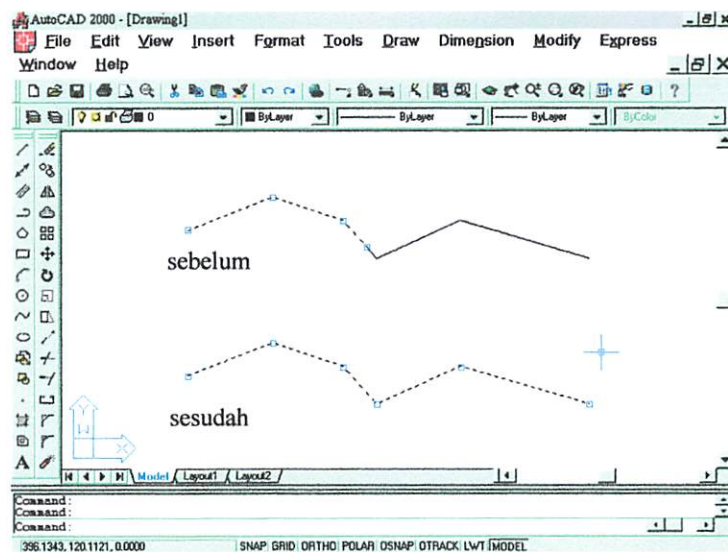 AutoCAD 2000 - [Drawing1]
File Edit View Insert Format Tools Draw Dimension Modify Express
Window Help
0 ByLayer ByLayer ByLayer ByColor
sebelum
sesudah
Y
W
X
A
Model Layout1 Layout2
Command:
Command:
Command:
396.1343, 120.1121, 0.0000 SNAP GRID ORTHO POLAR OSNAP OTRACK LWT MODEL